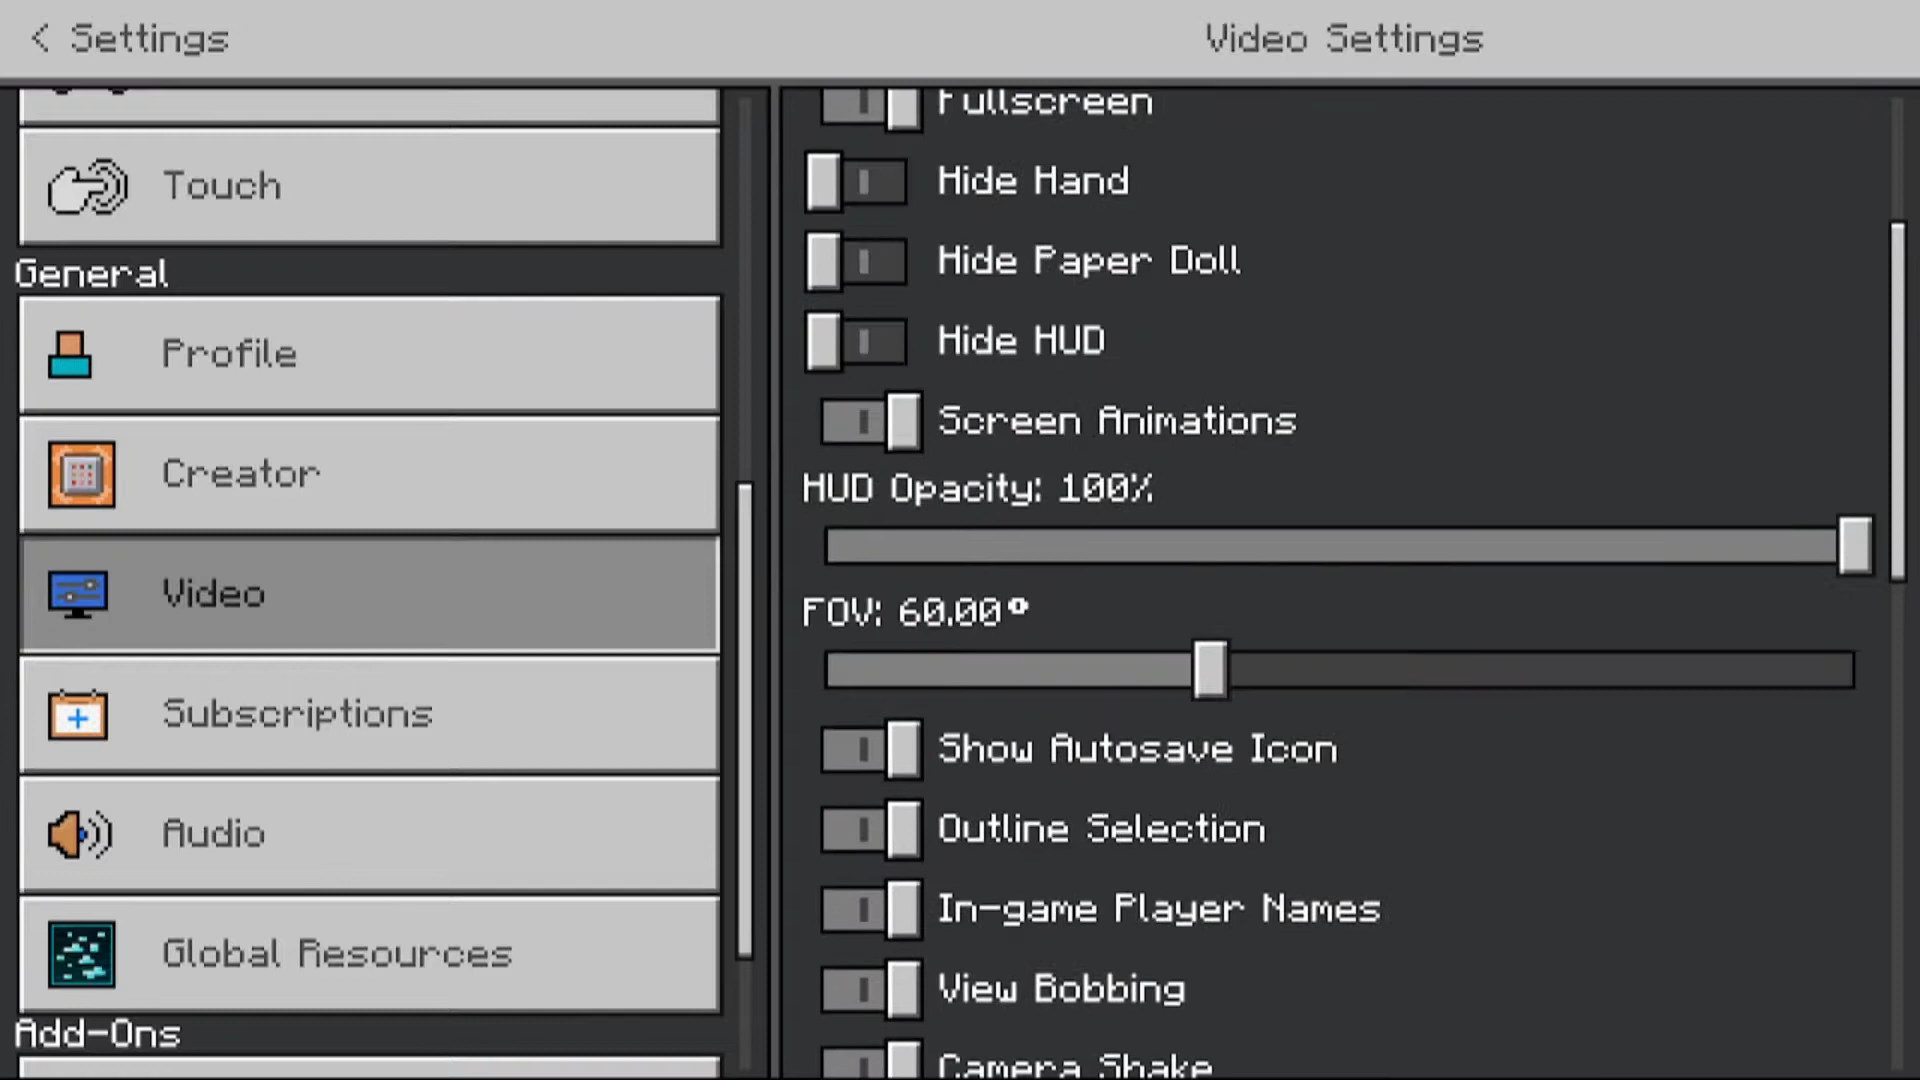 < Settings
Video Settings
Touch
General
Profile
Creator
Video
Subscriptions
Audio
Global Resources
Add-Ons
Fullscreen
Hide Hand
Hide Paper Doll
Hide HUD
Screen Animations
HUD Opacity: 100%
FOV: 60.00°
Show Autosave Icon
Outline Selection
In-game Player Names
View Bobbing
Camera Shake